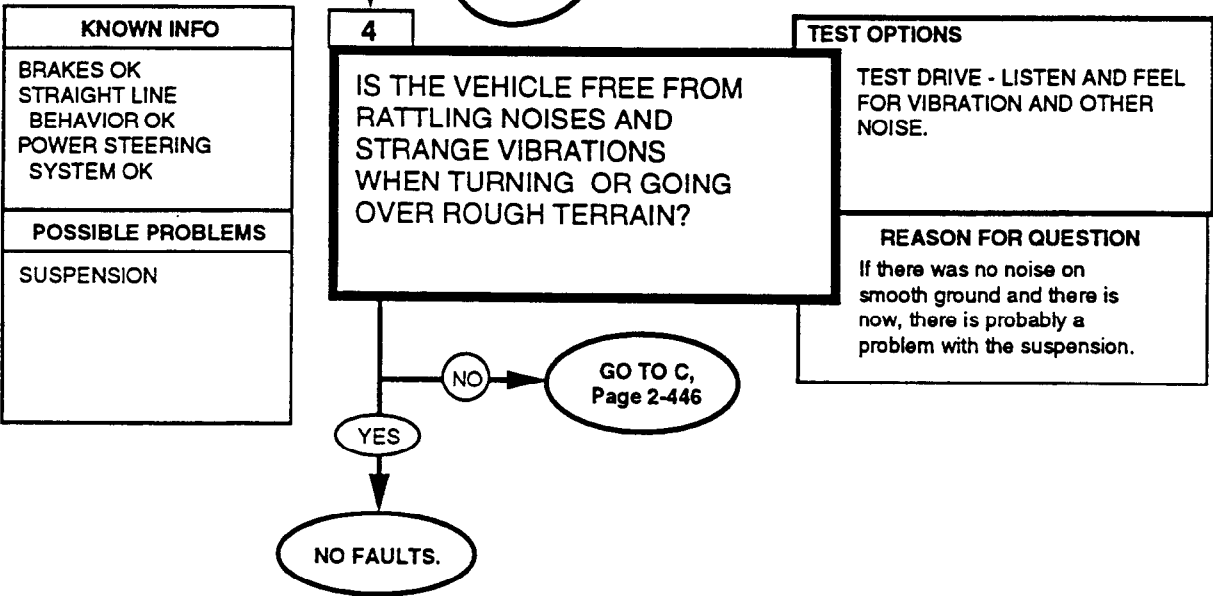 KNOWN INFO
BRAKES OK
STRAIGHT LINE
BEHAVIOR OK
POWER STEERING
SYSTEM OK
POSSIBLE PROBLEMS
SUSPENSION
4
IS THE VEHICLE FREE FROM
RATTLING NOISES AND
STRANGE VIBRATIONS
WHEN TURNING OR GOING
OVER ROUGH TERRAIN?
TEST OPTIONS
TEST DRIVE - LISTEN AND FEEL
FOR VIBRATION AND OTHER
NOISE.
REASON FOR QUESTION
If there was no noise on
smooth ground and there is
now, there is probably a
problem with the suspension.
NO
GO TO C,
Page 2-446
YES
NO FAULTS.